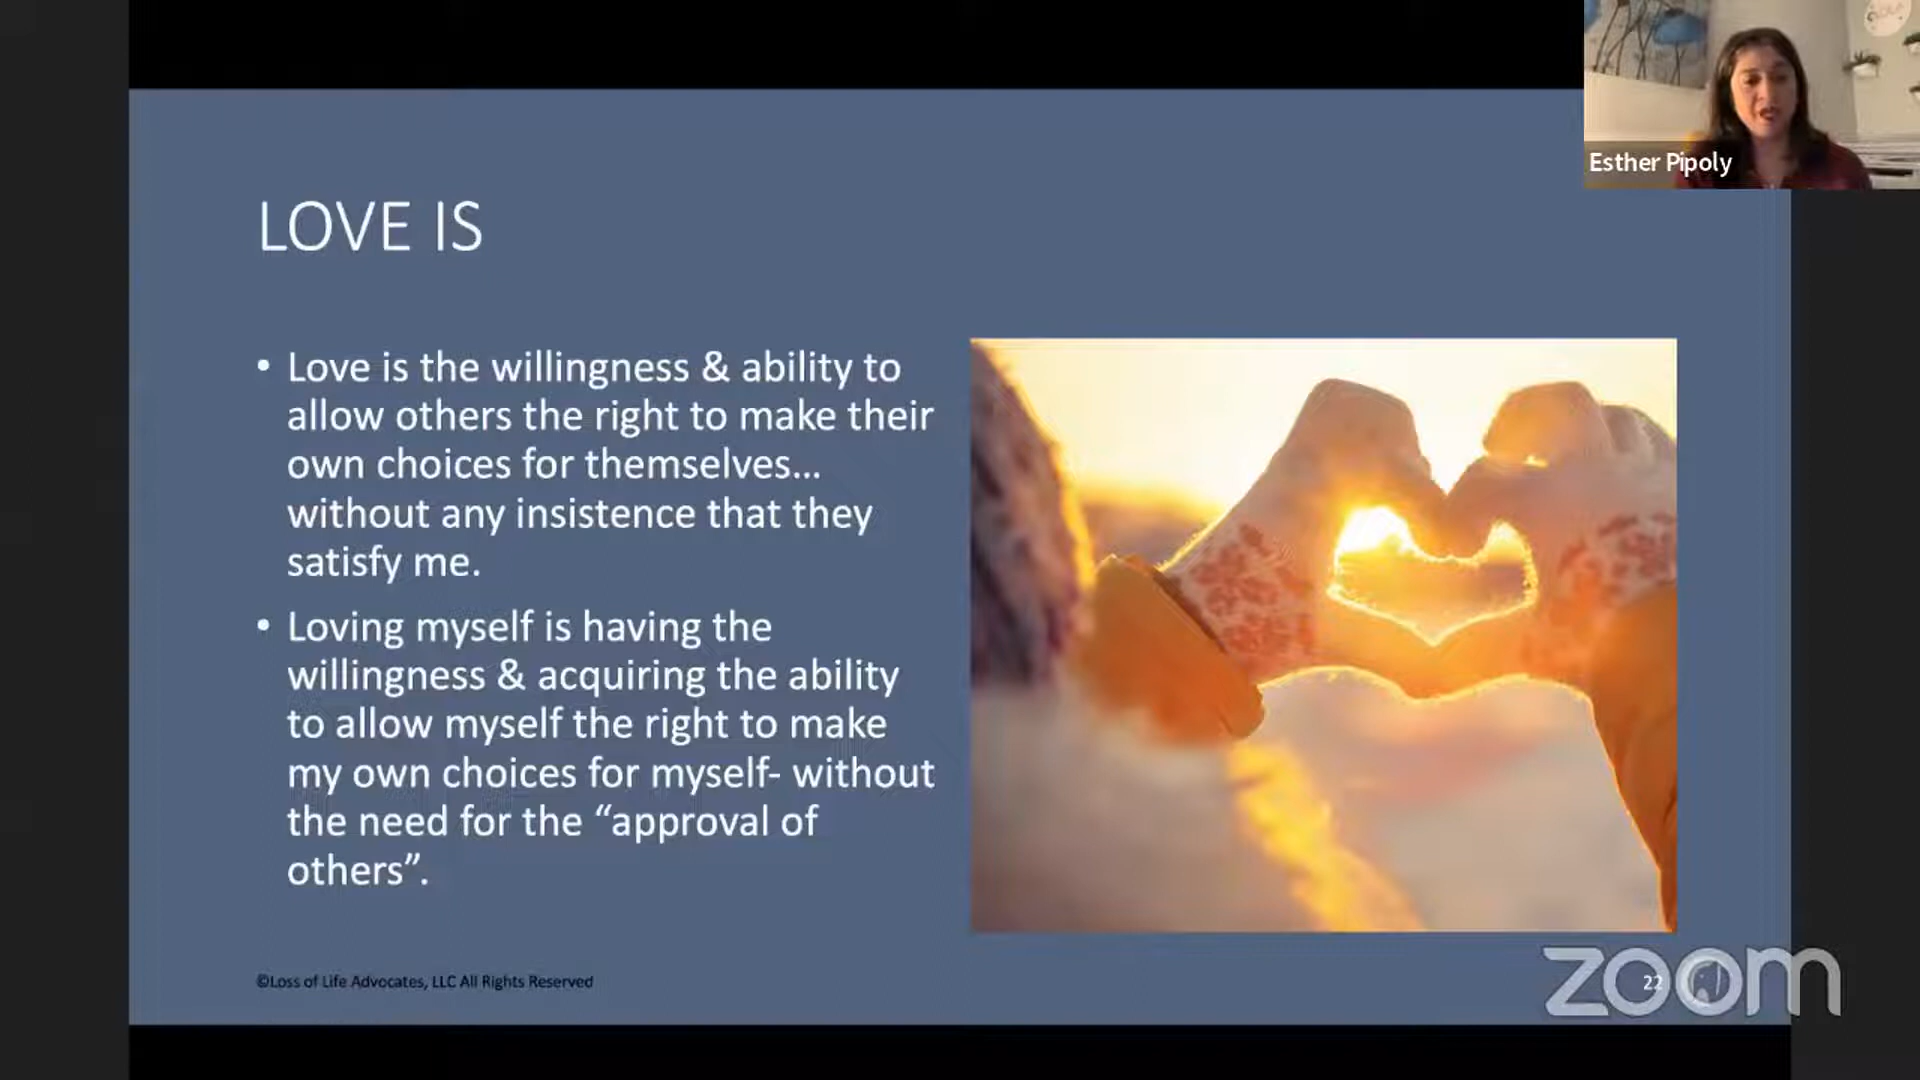 Esther Pipoly
LOVE IS
• Love is the willingness & ability to
allow others the right to make their
own choices for themselves...
without any insistence that they
satisfy me.
• Loving myself is having the
willingness & acquiring the ability
to allow myself the right to make
my own choices for myself- without
the need for the “approval of
others”.
©Loss of Life Advocates, LLC All Rights Reserved
22
zoom